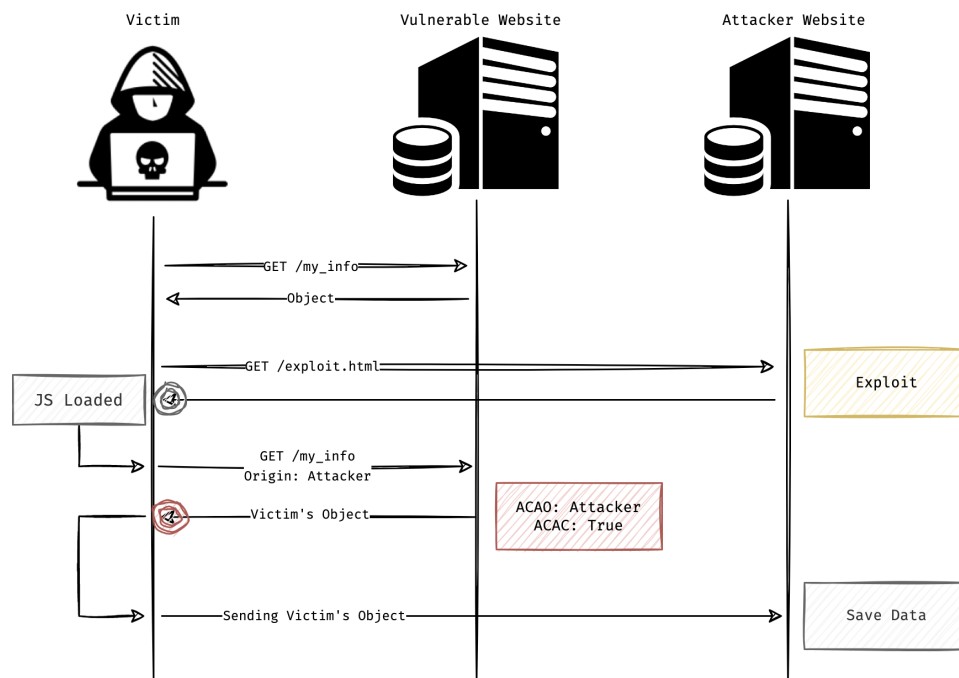 Victim
Vulnerable Website
Attacker Website
GET /my_info
Object
GET /exploit.html
Exploit
JS Loaded
GET /my_info
Origin: Attacker
Victim's Object
ACAO: Attacker
ACAC: True
Sending Victim's Object
Save Data